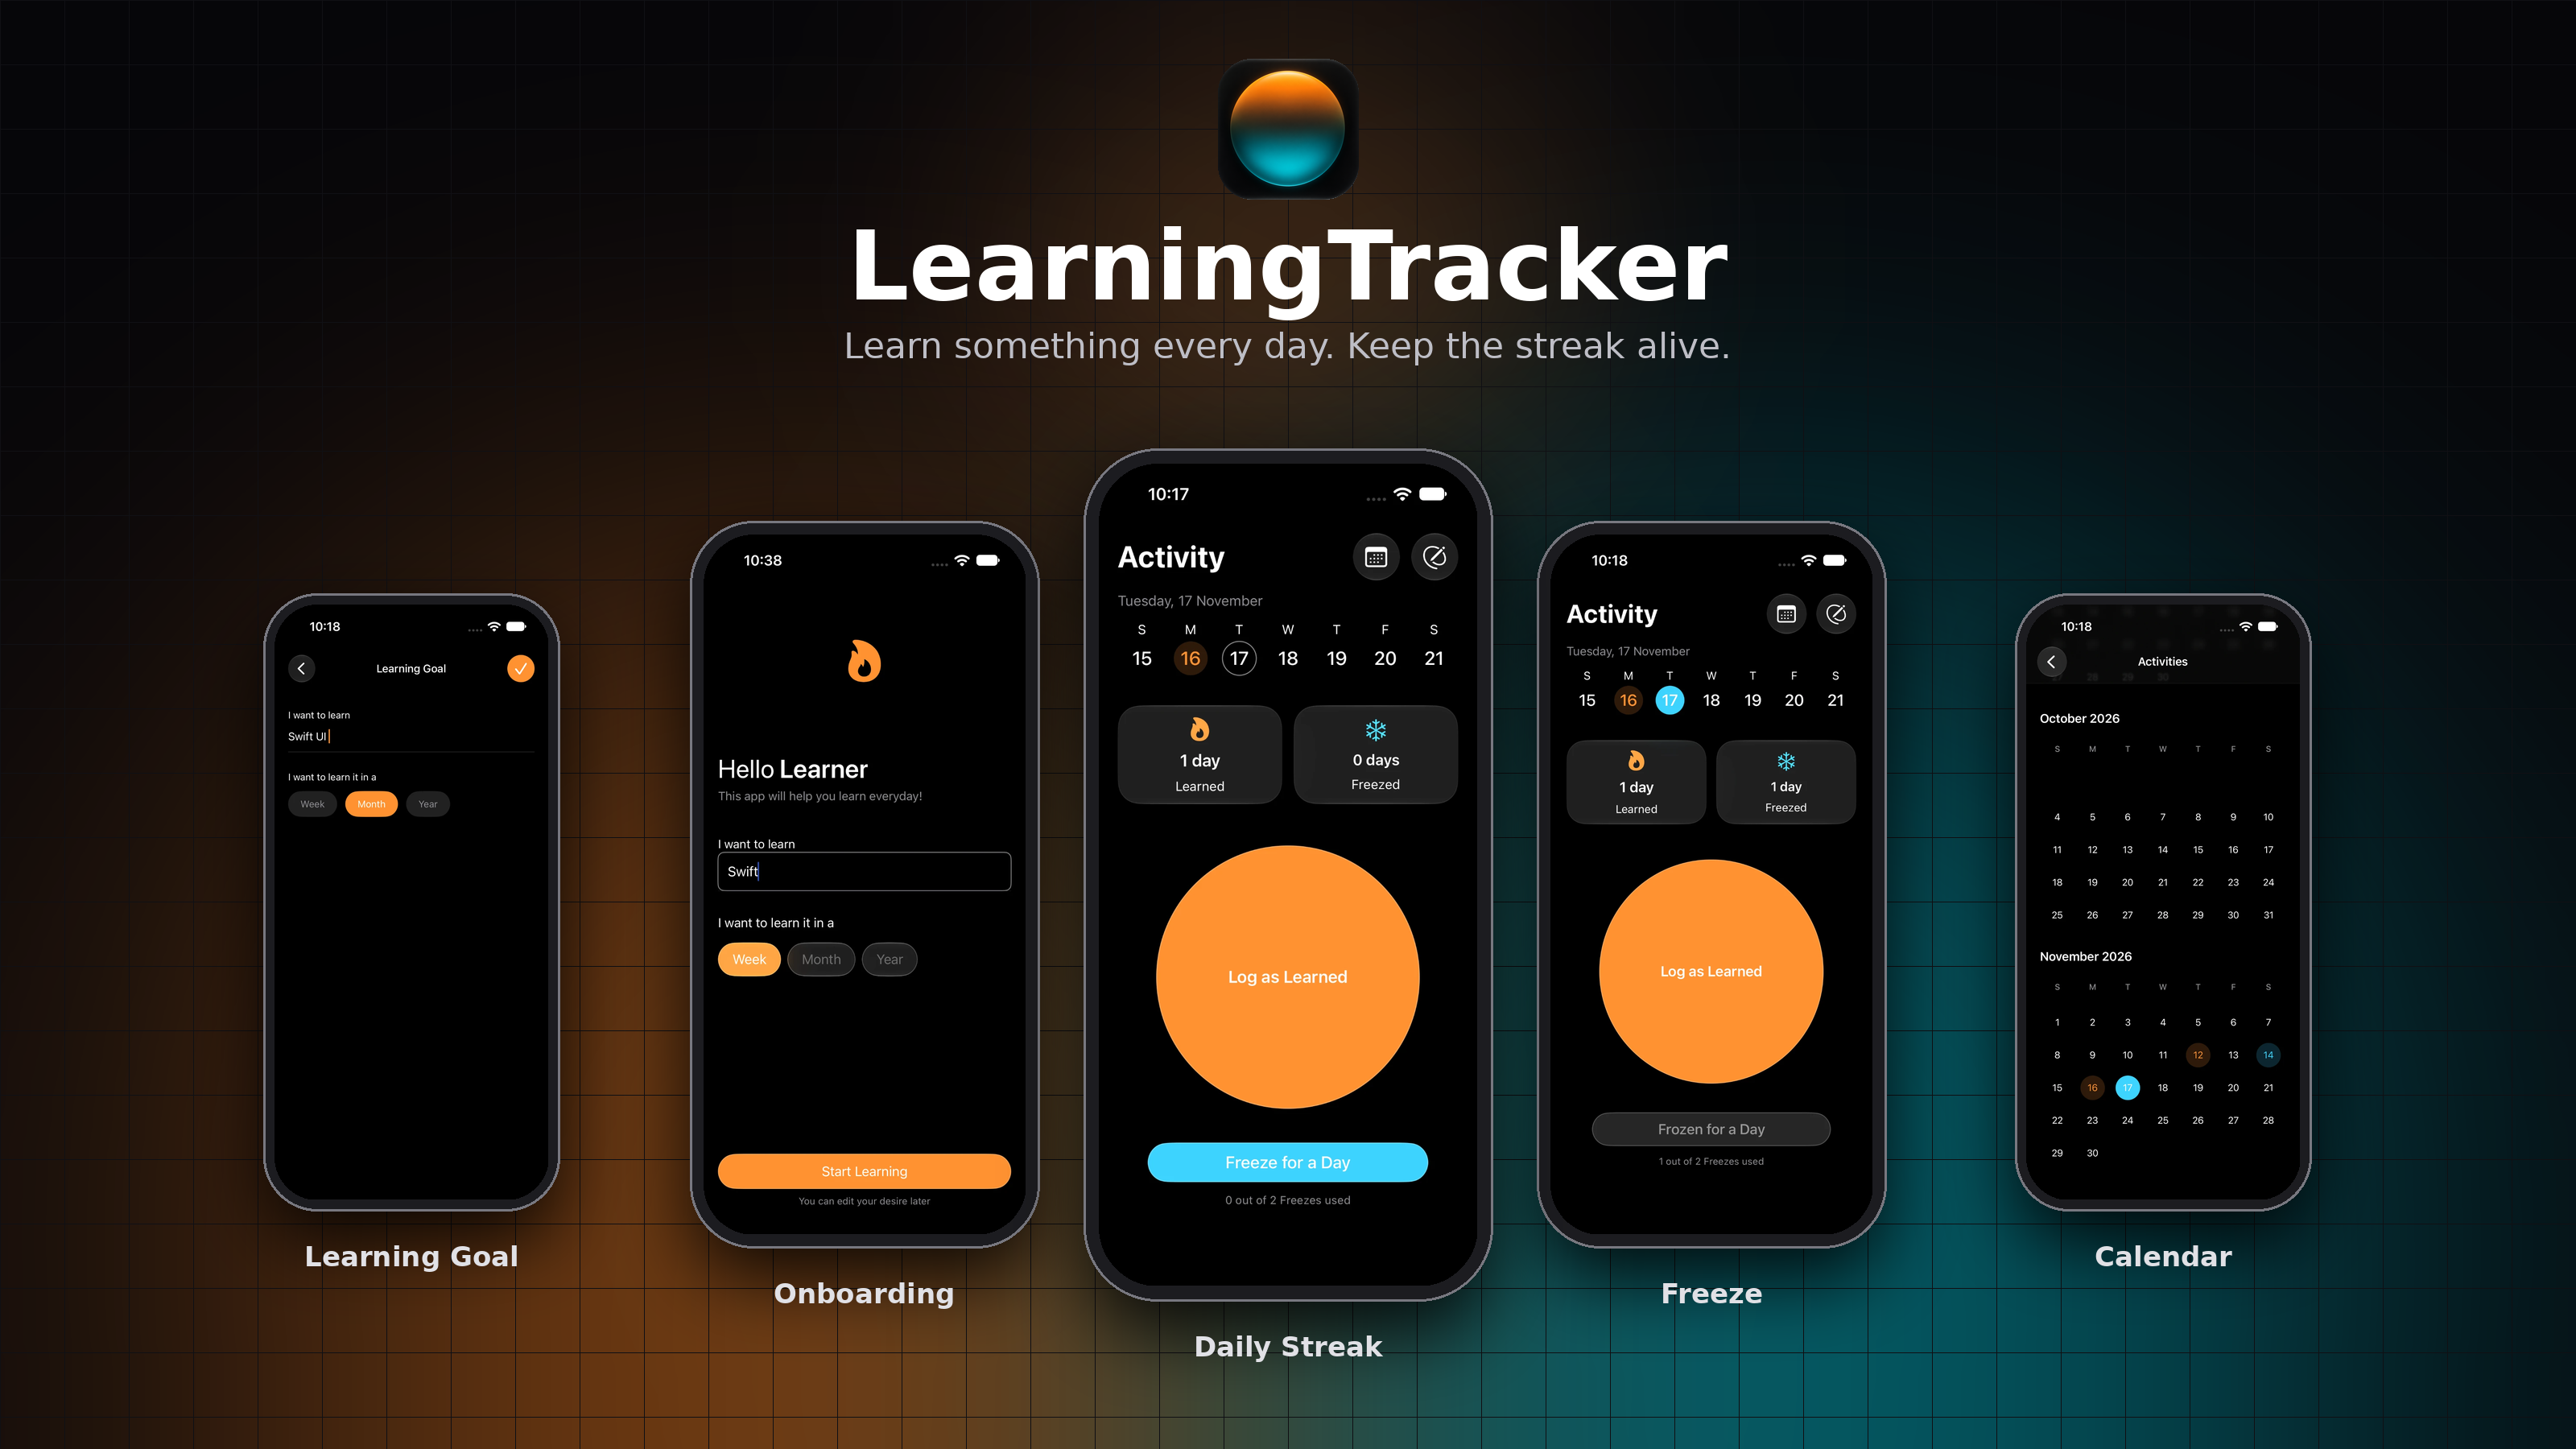 LearningTracker
Learn something every day. Keep the streak alive.
10:18
Learning Goal
I want to learn
Swift UI
I want to learn it in a
Week Month Year
Learning Goal
10:38
Hello Learner
This app will help you learn everyday!
I want to learn
Swift
I want to learn it in a
Week Month Year
Start Learning
You can edit your desire later
Onboarding
10:17
Activity
Tuesday, 17 November
S M T W T F S
15 16 17 18 19 20 21
1 day
Learned
0 days
Freezed
Log as Learned
Freeze for a Day
0 out of 2 Freezes used
Daily Streak
10:18
Activity
Tuesday, 17 November
S M T W T F S
15 16 17 18 19 20 21
1 day
Learned
1 day
Freezed
Log as Learned
Frozen for a Day
1 out of 2 Freezes used
Freeze
10:18
Activities
27 28 29 30
October 2026
S M T W T F S
4 5 6 7 8 9 10
11 12 13 14 15 16 17
18 19 20 21 22 23 24
25 26 27 28 29 30 31
November 2026
S M T W T F S
1 2 3 4 5 6 7
8 9 10 11 12 13 14
15 16 17 18 19 20 21
22 23 24 25 26 27 28
29 30
Calendar